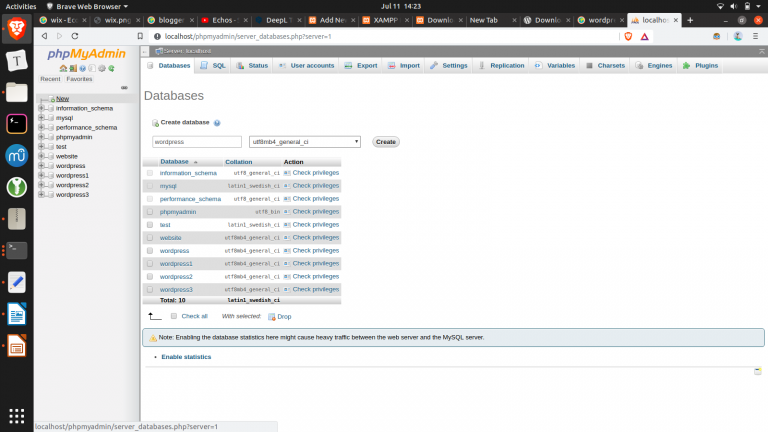 Activities Brave Web Browser Jul 11 14:23
wix - Ec wix.png blogger Echos - S DeepL Add Nev XAMPP Downlo New Tab Downlo wordpr localhos
localhost/phpmyadmin/server_databases.php?server=1
phpMyAdmin
Recent Favorites
New
information_schema
mysql
performance_schema
phpmyadmin
test
website
wordpress
wordpress1
wordpress2
wordpress3
Server: localhost
Databases SQL Status User accounts Export Import Settings Replication Variables Charsets Engines Plugins
Databases
Create database
wordpress utf8mb4_general_ci Create
Database Collation Action
information_schema utf8_general_ci Check privileges
mysql latin1_swedish_ci Check privileges
performance_schema utf8_general_ci Check privileges
phpmyadmin utf8_bin Check privileges
test latin1_swedish_ci Check privileges
website utf8mb4_general_ci Check privileges
wordpress utf8mb4_general_ci Check privileges
wordpress1 utf8mb4_general_ci Check privileges
wordpress2 utf8mb4_general_ci Check privileges
wordpress3 utf8mb4_general_ci Check privileges
Total: 10 latin1_swedish_ci
Check all With selected: Drop
Note: Enabling the database statistics here might cause heavy traffic between the web server and the MySQL server.
Enable statistics
localhost/phpmyadmin/server_databases.php?server=1